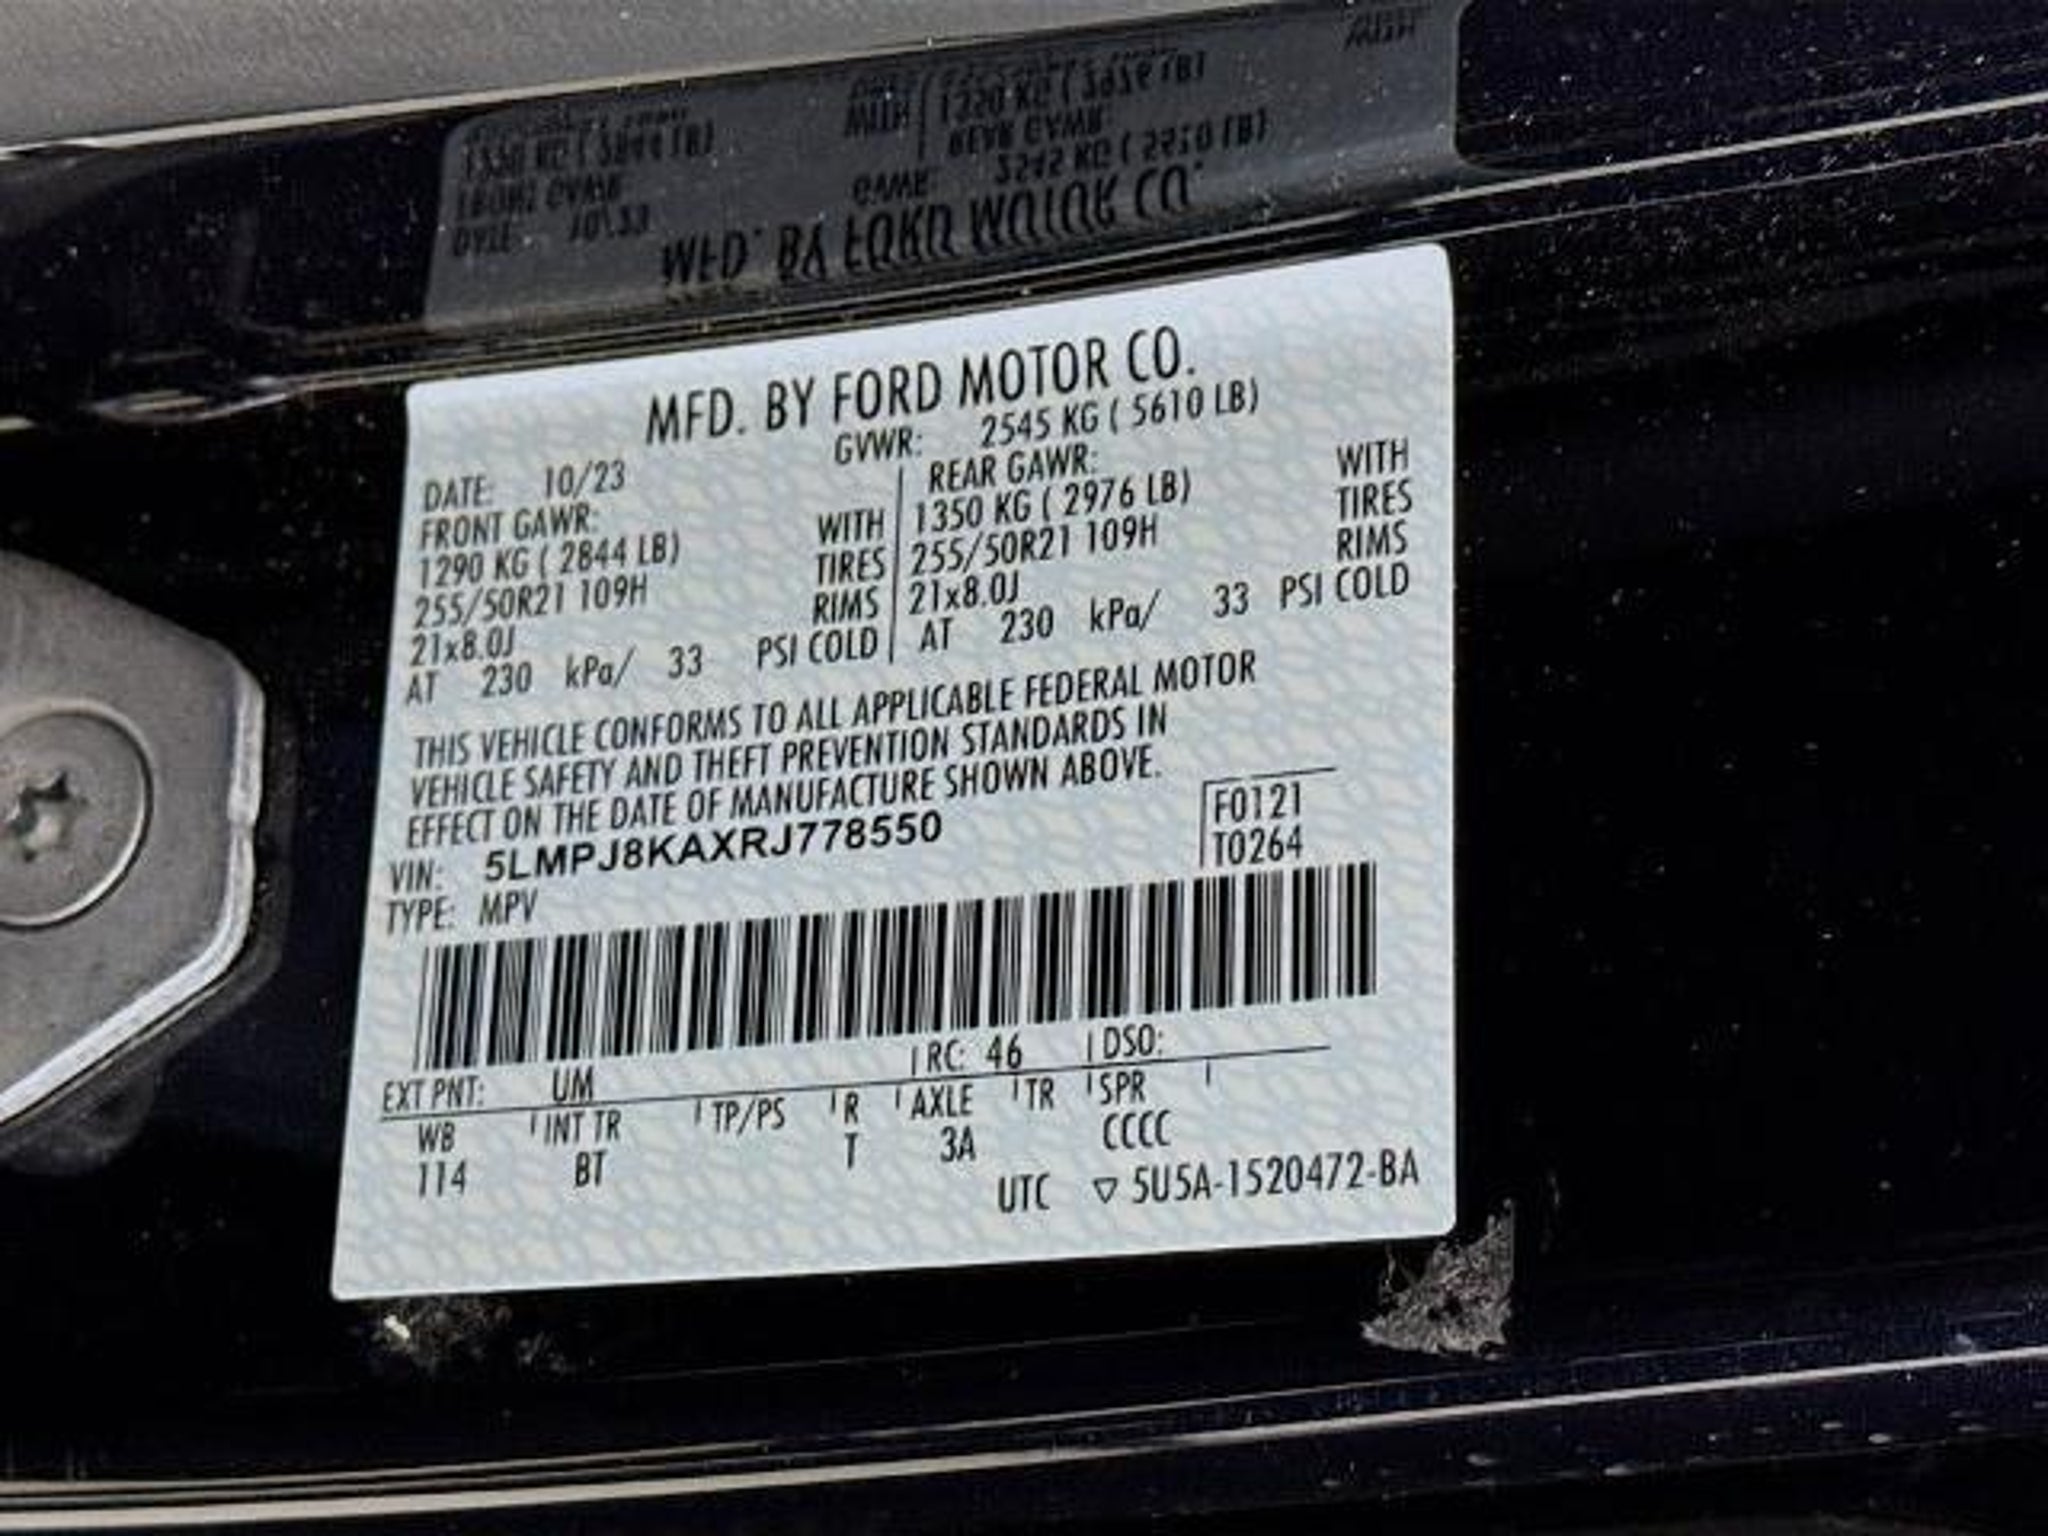 MFD. BY FORD MOTOR CO.
DATE: 10/23 GVWR: 2545 KG ( 5610 LB)
FRONT GAWR: REAR GAWR:
1290 KG ( 2844 LB) WITH 1350 KG ( 2976 LB) WITH
255/50R21 109H TIRES 255/50R21 109H TIRES
21x8.0J RIMS 21x8.0J RIMS
AT 230 kPa/ 33 PSI COLD AT 230 kPa/ 33 PSI COLD
THIS VEHICLE CONFORMS TO ALL APPLICABLE FEDERAL MOTOR
VEHICLE SAFETY AND THEFT PREVENTION STANDARDS IN
EFFECT ON THE DATE OF MANUFACTURE SHOWN ABOVE.
VIN: 5LMPJ8KAXRJ778550 F0121
TYPE: MPV T0264
EXT PNT: UM RC: 46 DSO:
WB INT TR TP/PS R AXLE TR SPR
114 BT T 3A CCCC
UTC ▽ 5U5A-1520472-BA